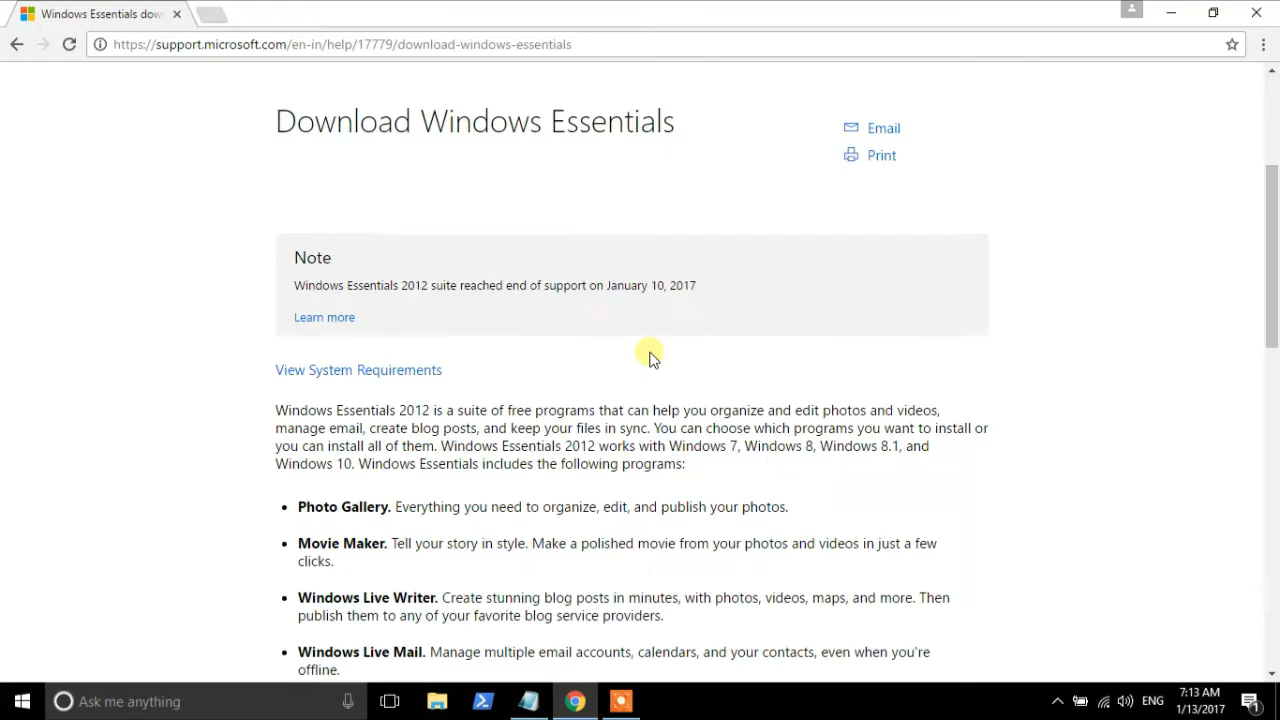 Windows Essentials dow
https://support.microsoft.com/en-in/help/17779/download-windows-essentials
Download Windows Essentials
Email
Print
Note
Windows Essentials 2012 suite reached end of support on January 10, 2017
Learn more
View System Requirements
Windows Essentials 2012 is a suite of free programs that can help you organize and edit photos and videos,
manage email, create blog posts, and keep your files in sync. You can choose which programs you want to install or
you can install all of them. Windows Essentials 2012 works with Windows 7, Windows 8, Windows 8.1, and
Windows 10. Windows Essentials includes the following programs:
• Photo Gallery. Everything you need to organize, edit, and publish your photos.
• Movie Maker. Tell your story in style. Make a polished movie from your photos and videos in just a few
clicks.
• Windows Live Writer. Create stunning blog posts in minutes, with photos, videos, maps, and more. Then
publish them to any of your favorite blog service providers.
• Windows Live Mail. Manage multiple email accounts, calendars, and your contacts, even when you're
offline.
Ask me anything
ENG
7:13 AM
1/13/2017
1